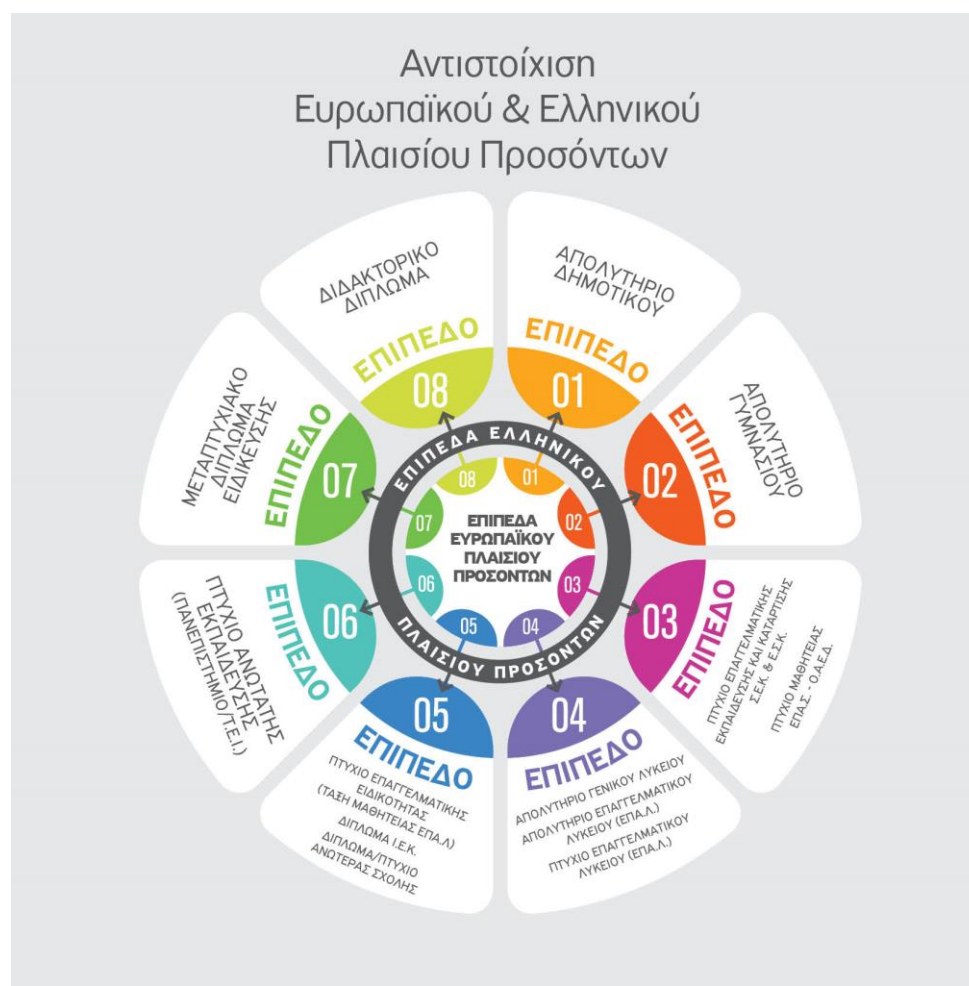 Αντιστοίχιση
Ευρωπαϊκού & Ελληνικού
Πλαισίου Προσόντων
ΑΠΟΛΥΤΗΡΙΟ
ΔΗΜΟΤΙΚΟΥ
ΕΠΙΠΕΔΟ
01
ΑΠΟΛΥΤΗΡΙΟ
ΓΥΜΝΑΣΙΟΥ
ΕΠΙΠΕΔΟ
02
ΠΤΥΧΙΟ ΕΠΑΓΓΕΛΜΑΤΙΚΗΣ
ΕΚΠΑΙΔΕΥΣΗΣ ΚΑΙ ΚΑΤΑΡΤΙΣΗΣ
Σ.Ε.Κ. & Ε.Σ.Κ.
ΠΤΥΧΙΟ ΜΑΘΗΤΕΙΑΣ
ΕΠΑ.Σ. - Ο.Α.Ε.Δ.
ΕΠΙΠΕΔΟ
03
04
ΕΠΙΠΕΔΟ
ΑΠΟΛΥΤΗΡΙΟ ΓΕΝΙΚΟΥ ΛΥΚΕΙΟΥ
ΑΠΟΛΥΤΗΡΙΟ ΕΠΑΓΓΕΛΜΑΤΙΚΟΥ
ΛΥΚΕΙΟΥ (ΕΠΑ.Λ.)
ΠΤΥΧΙΟ ΕΠΑΓΓΕΛΜΑΤΙΚΟΥ
ΛΥΚΕΙΟΥ (ΕΠΑ.Λ.)
05
ΕΠΙΠΕΔΟ
ΠΤΥΧΙΟ ΕΠΑΓΓΕΛΜΑΤΙΚΗΣ
ΕΙΔΙΚΟΤΗΤΑΣ
(ΤΑΞΗ ΜΑΘΗΤΕΙΑΣ ΕΠΑ.Λ)
ΔΙΠΛΩΜΑ Ι.Ε.Κ.
ΔΙΠΛΩΜΑ/ΠΤΥΧΙΟ
ΑΝΩΤΕΡΑΣ ΣΧΟΛΗΣ
06
ΕΠΙΠΕΔΟ
ΠΤΥΧΙΟ ΑΝΩΤΑΤΗΣ
ΕΚΠΑΙΔΕΥΣΗΣ
(ΠΑΝΕΠΙΣΤΗΜΙΟ/Τ.Ε.Ι.)
ΜΕΤΑΠΤΥΧΙΑΚΟ
ΔΙΠΛΩΜΑ
ΕΙΔΙΚΕΥΣΗΣ
ΕΠΙΠΕΔΟ
07
ΔΙΔΑΚΤΟΡΙΚΟ
ΔΙΠΛΩΜΑ
ΕΠΙΠΕΔΟ
08
ΕΠΙΠΕΔΑ ΕΛΛΗΝΙΚΟΥ
ΠΛΑΙΣΙΟΥ ΠΡΟΣΟΝΤΩΝ
01
02
03
04
05
06
07
08
ΕΠΙΠΕΔΑ
ΕΥΡΩΠΑΪΚΟΥ
ΠΛΑΙΣΙΟΥ
ΠΡΟΣΟΝΤΩΝ